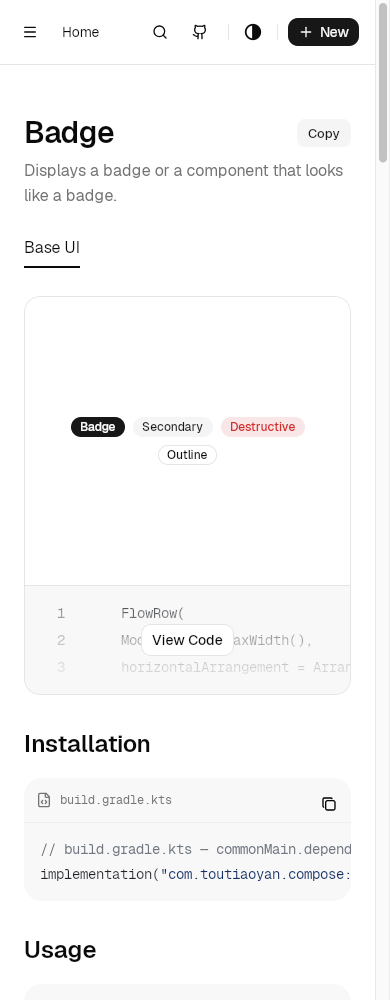 Home
New
Badge
Copy
Displays a badge or a component that looks
like a badge.
Base UI
Badge
Secondary
Destructive
Outline
1 FlowRow(
2 Mod axWidth(),
3 horizontalArrangement = Arran
View Code
Installation
build.gradle.kts
// build.gradle.kts — commonMain.depend
implementation("com.toutiaoyan.compose:
Usage